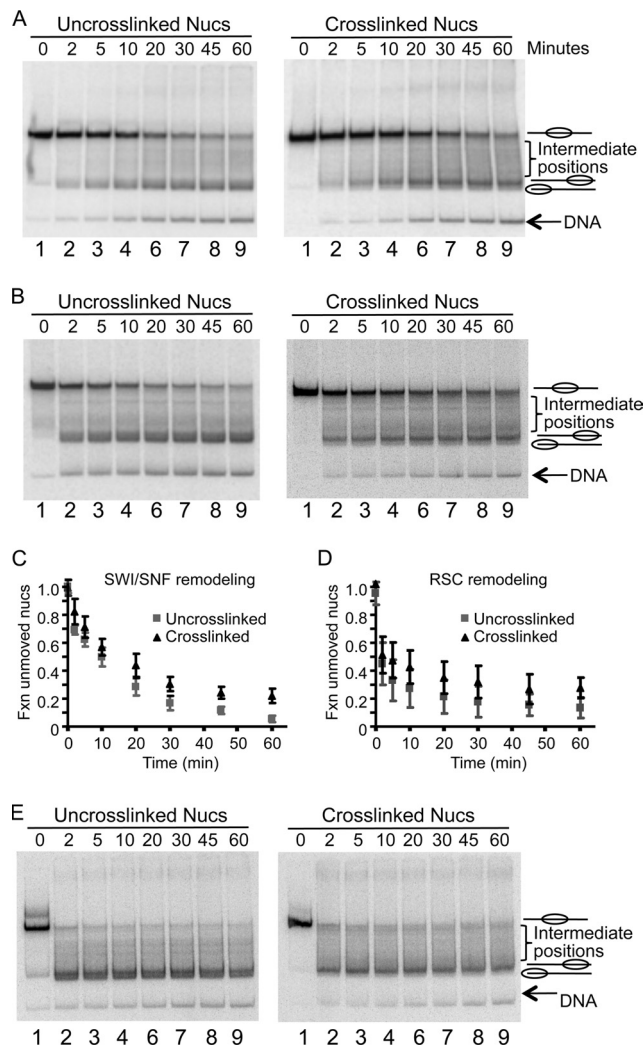 A
Uncrosslinked Nucs Crosslinked Nucs
0 2 5 10 20 30 45 60 0 2 5 10 20 30 45 60 Minutes
Intermediate
positions
DNA
1 2 3 4 6 7 8 9 1 2 3 4 6 7 8 9
B
Uncrosslinked Nucs Crosslinked Nucs
0 2 5 10 20 30 45 60 0 2 5 10 20 30 45 60
Intermediate
positions
DNA
1 2 3 4 6 7 8 9 1 2 3 4 6 7 8 9
C
SWI/SNF remodeling
Uncrosslinked
Crosslinked
Fxn unmoved nucs
1.0
0.8
0.6
0.4
0.2
0
0 10 20 30 40 50 60
Time (min)
D
RSC remodeling
Uncrosslinked
Crosslinked
Fxn unmoved nucs
1.0
0.8
0.6
0.4
0.2
0
0 10 20 30 40 50 60
Time (min)
E
Uncrosslinked Nucs Crosslinked Nucs
0 2 5 10 20 30 45 60 0 2 5 10 20 30 45 60
Intermediate
positions
DNA
1 2 3 4 6 7 8 9 1 2 3 4 6 7 8 9